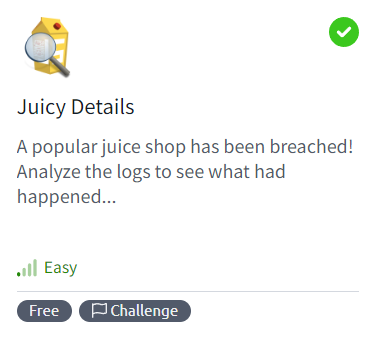 Juicy Details
A popular juice shop has been breached!
Analyze the logs to see what had
happened...
Easy
Free
Challenge